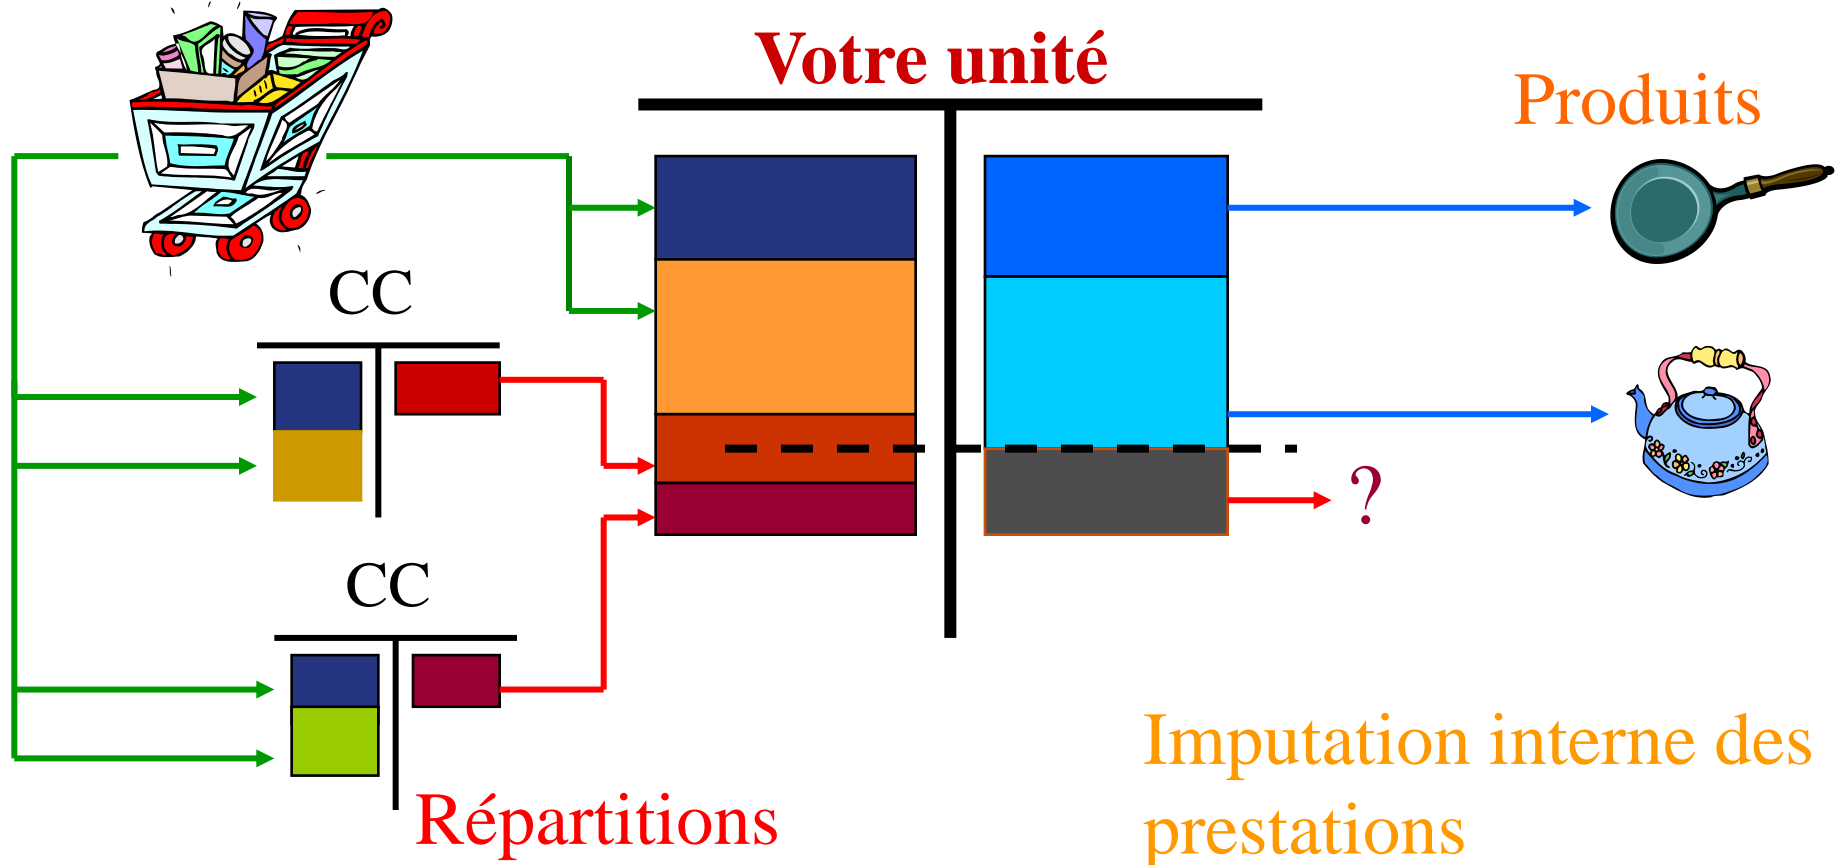 Votre unité
Produits
CC
?
CC
Imputation interne des
prestations
Répartitions